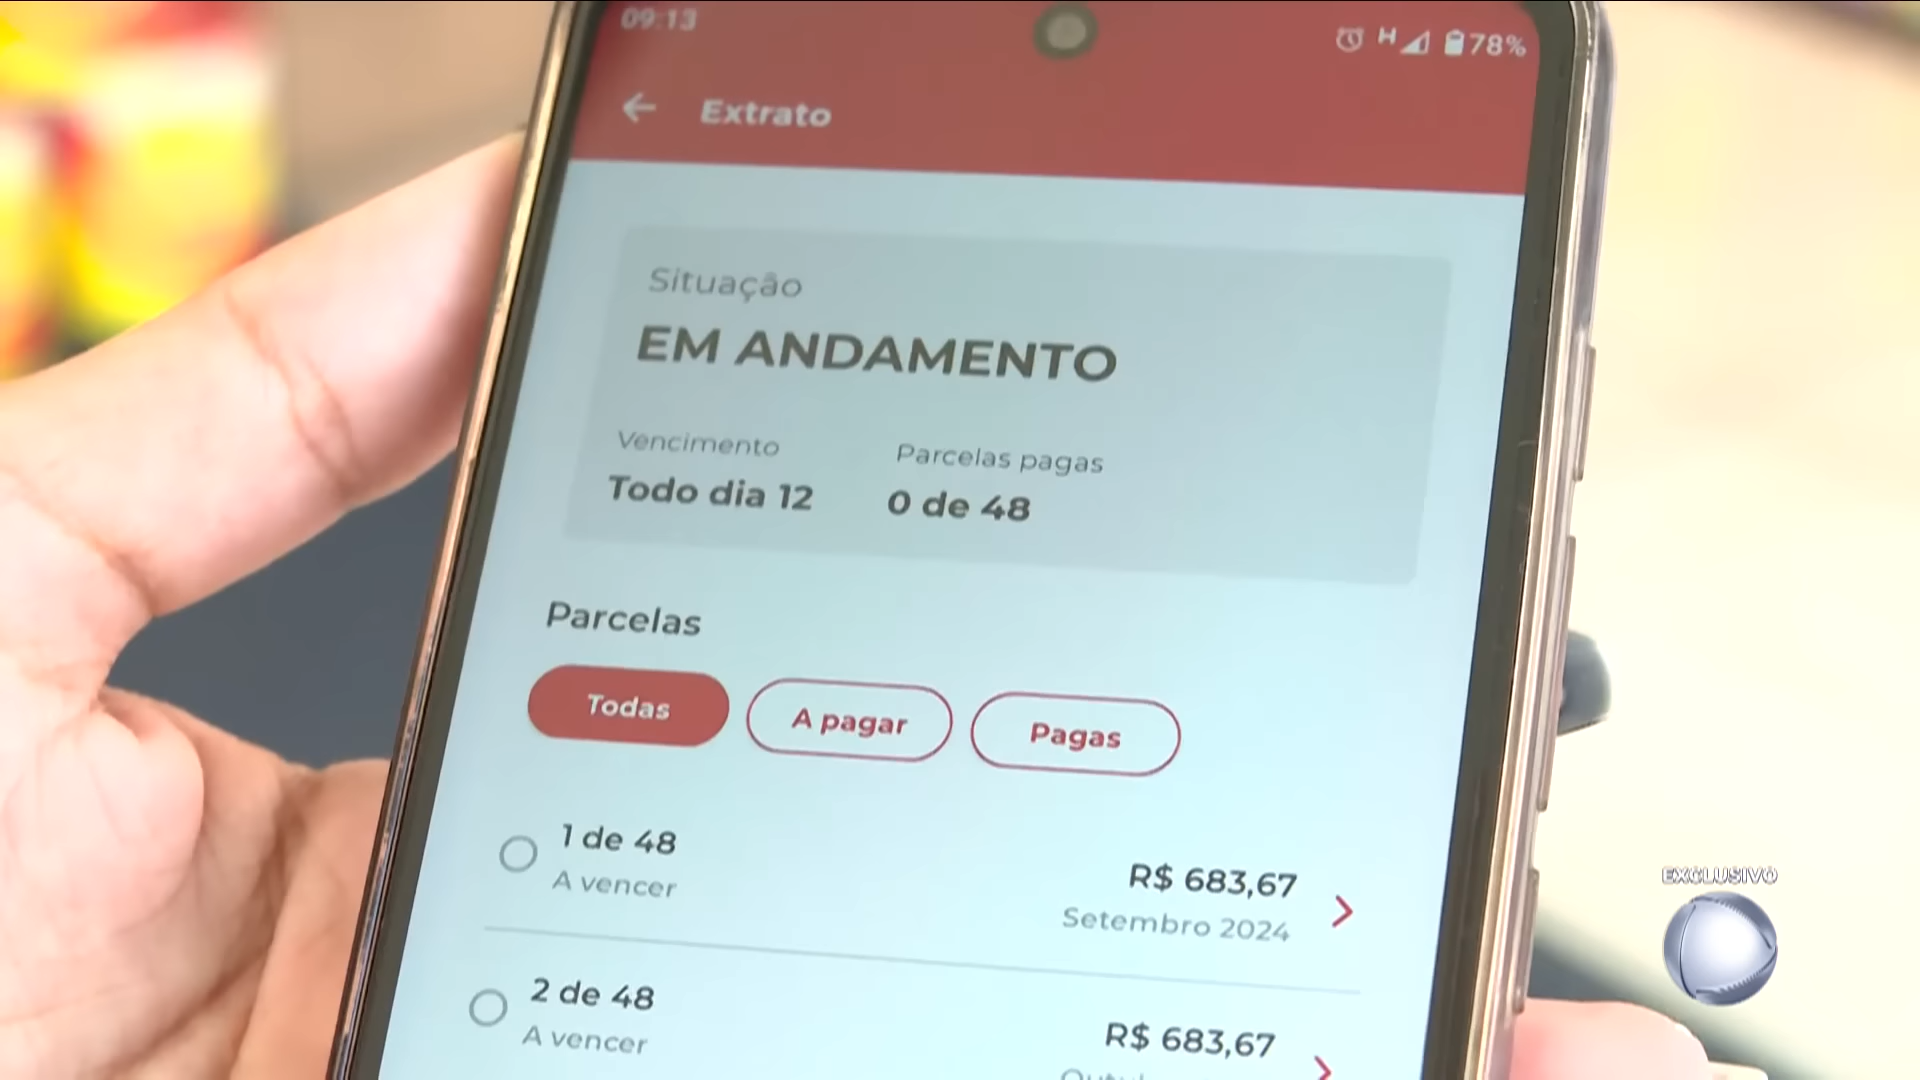 09:13
H 78%
Extrato
Situação
EM ANDAMENTO
Vencimento Parcelas pagas
Todo dia 12 0 de 48
Parcelas
Todas A pagar Pagas
1 de 48
A vencer
R$ 683,67
Setembro 2024
2 de 48
A vencer
R$ 683,67
EXCLUSIVO